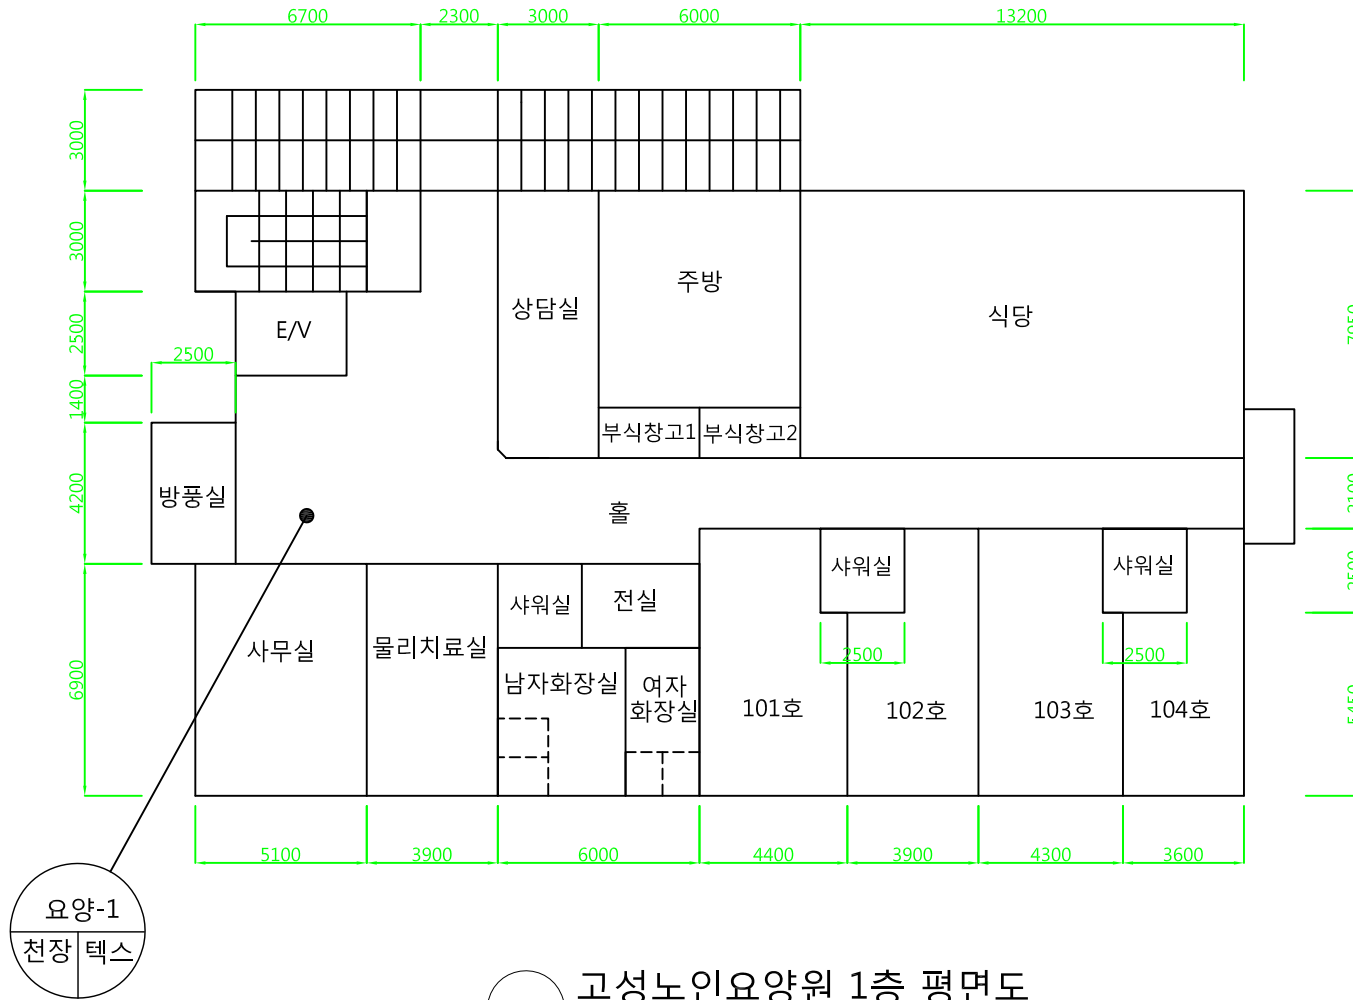 6700 2300 3000 6000 13200
3000
3000
2500
1400
4200
6900
2500
E/V
상담실
주방
식당
부식창고1 부식창고2
방풍실
홀
샤워실
샤워실
샤워실
전실
사무실
물리치료실
남자화장실
여자
화장실
2500
2500
101호
102호
103호
104호
5100 3900 6000 4400 3900 4300 3600
요양-1
천장 텍스
고성노인요양원 1층 평면도